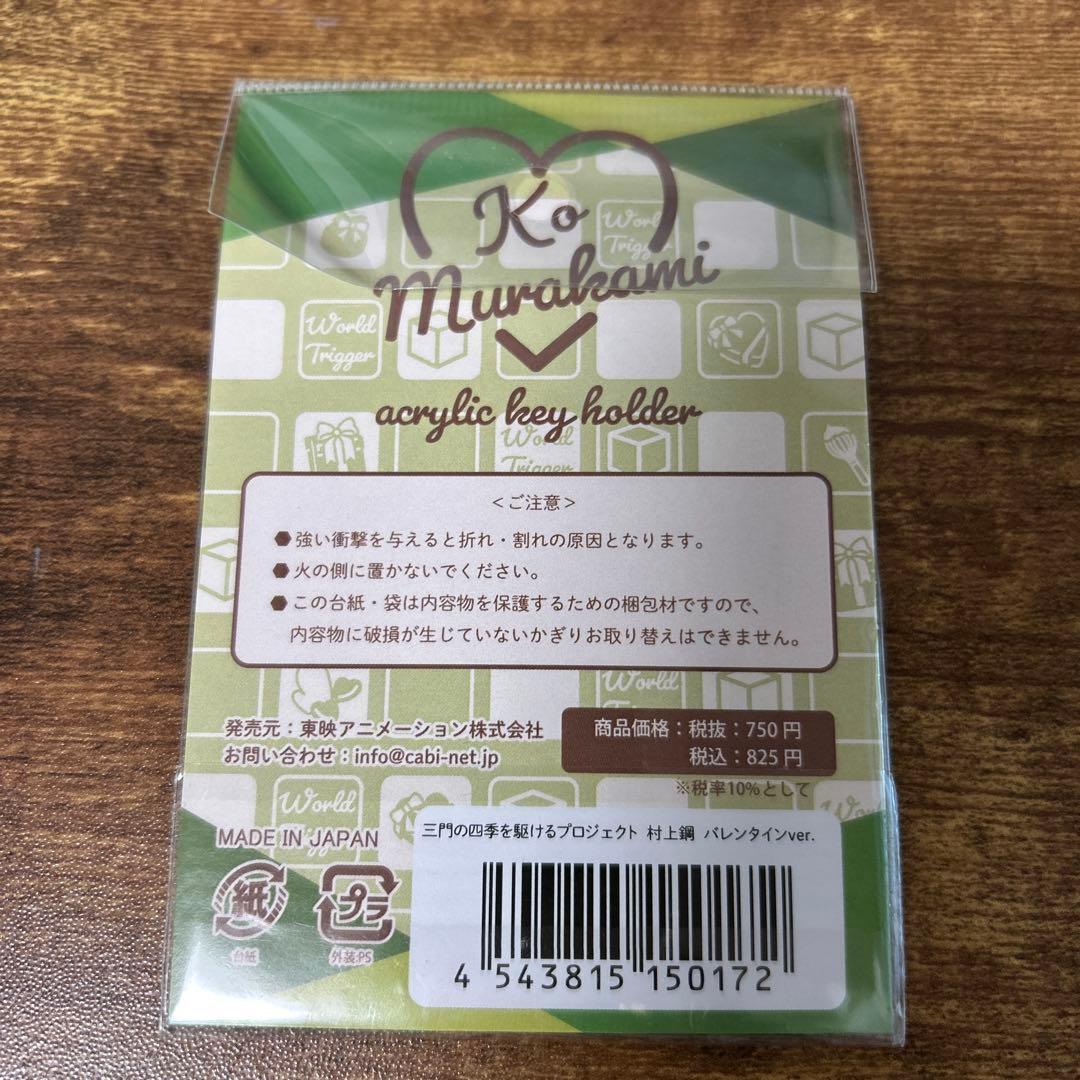 Ko
Murakami
acrylic key holder
World
Trigger
World
Trigger
World
Trigger
<ご注意>
●強い衝撃を与えると折れ・割れの原因となります。
●火の側に置かないでください。
●この台紙・袋は内容物を保護するための梱包材ですので、
内容物に破損が生じていないかぎりお取り替えはできません。
World
発売元：東映アニメーション株式会社
お問い合わせ：info@cabi-net.jp
商品価格：税抜：750円
税込：825円
※税率10%として
World
MADE IN JAPAN
紙
台紙
プラ
外装:PS
三門の四季を駆けるプロジェクト 村上鋼 バレンタインver.
4 543815 150172